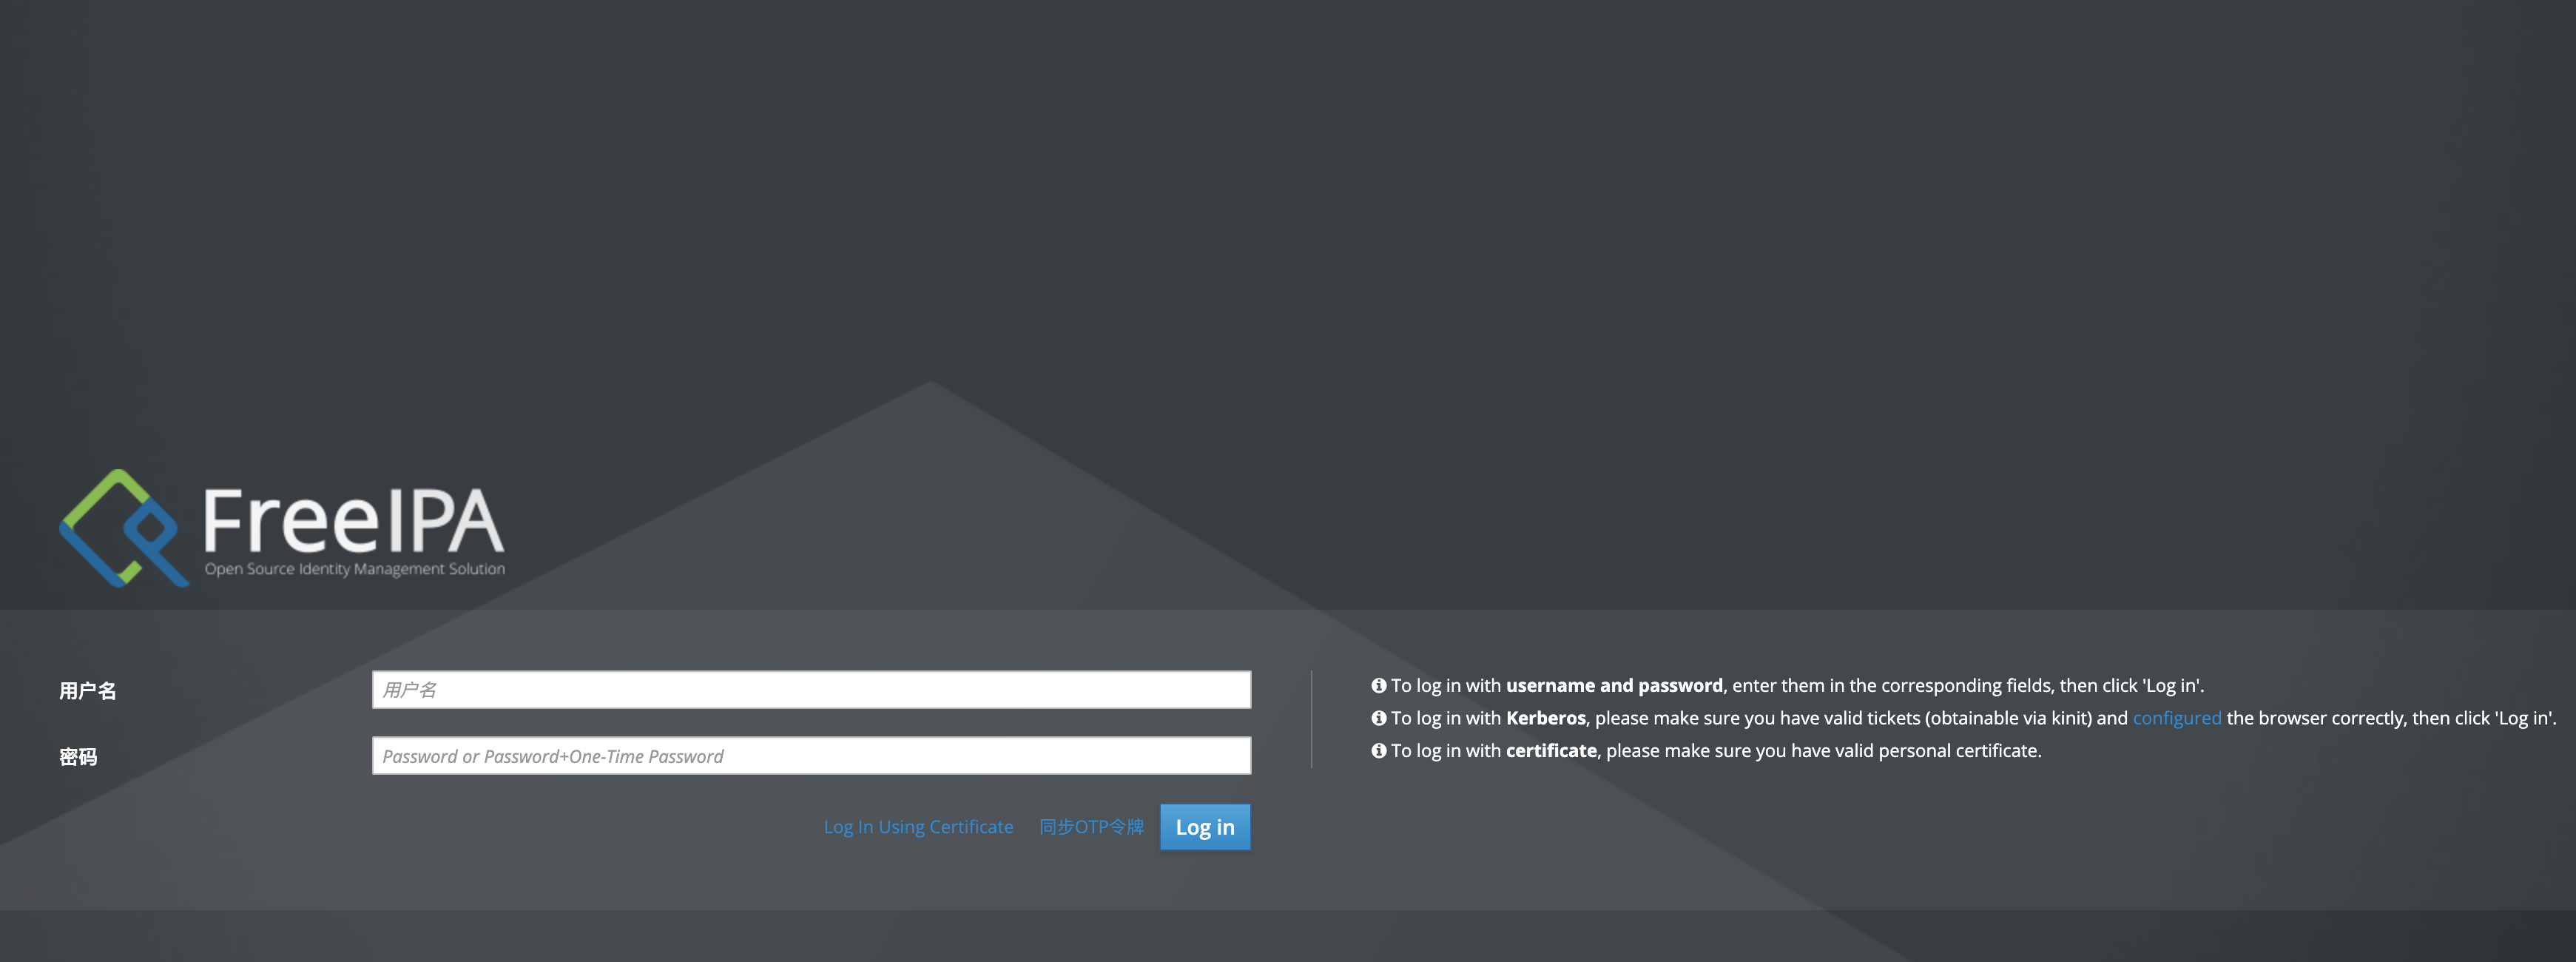 FreeIPA
Open Source Identity Management Solution
用户名
用户名
密码
Password or Password+One-Time Password
Log In Using Certificate
同步OTP令牌
Log in
To log in with username and password, enter them in the corresponding fields, then click 'Log in'.
To log in with Kerberos, please make sure you have valid tickets (obtainable via kinit) and configured the browser correctly, then click 'Log in'.
To log in with certificate, please make sure you have valid personal certificate.